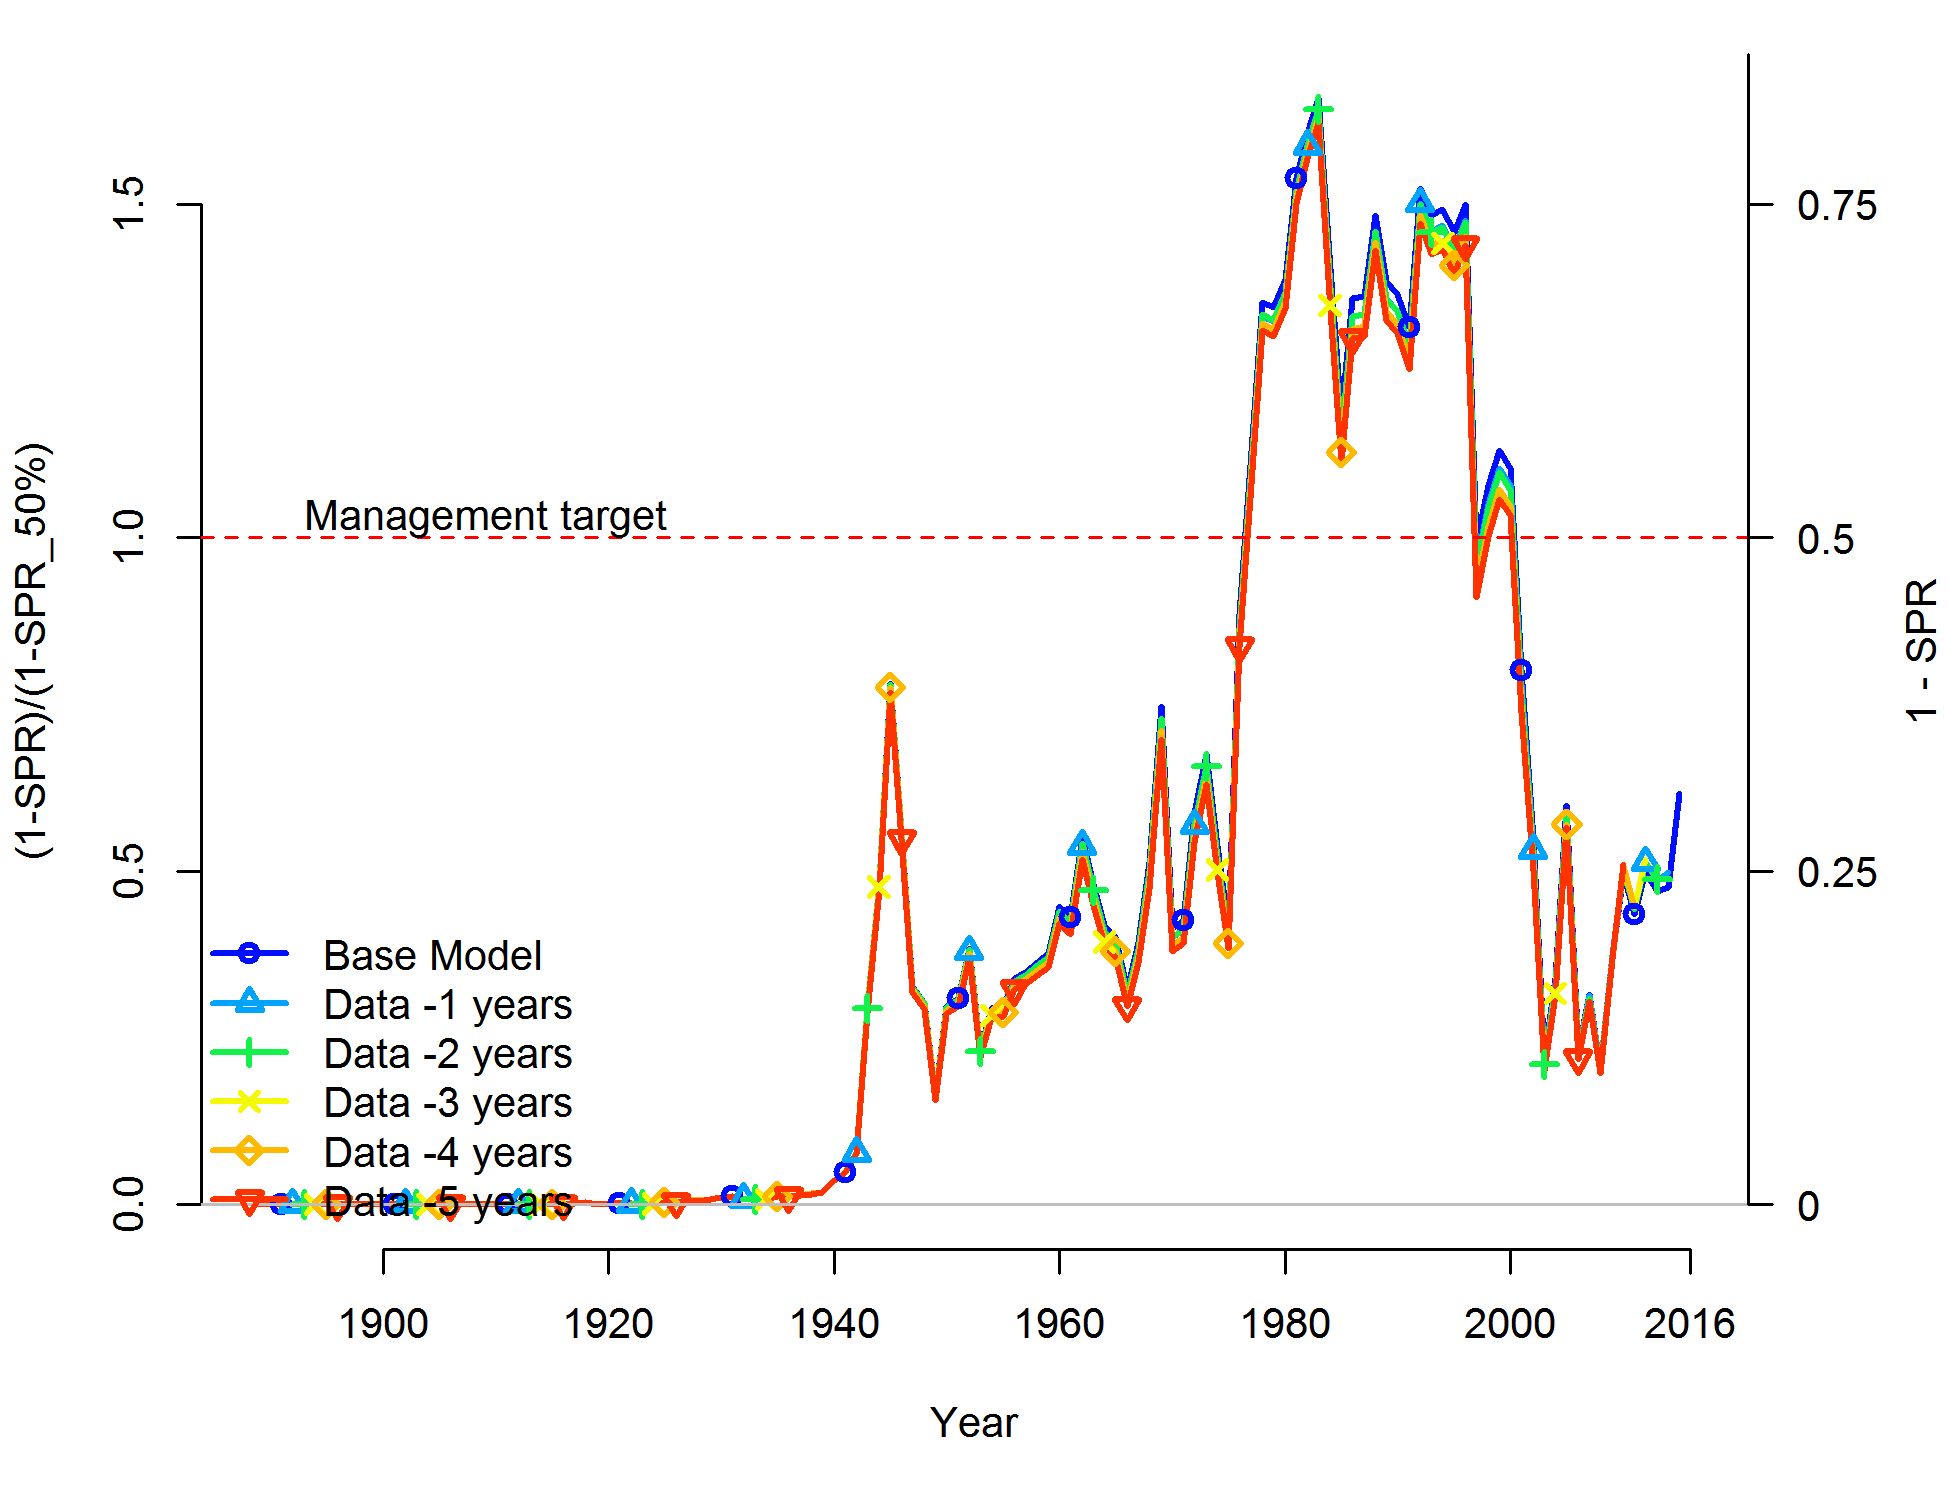 (1-SPR)/(1-SPR_50%)
1.5
1.0
0.5
0.0
Management target
Base Model
Data -1 years
Data -2 years
Data -3 years
Data -4 years
Data -5 years
0.75
0.5
0.25
0
1 - SPR
1900 1920 1940 1960 1980 2000 2016
Year